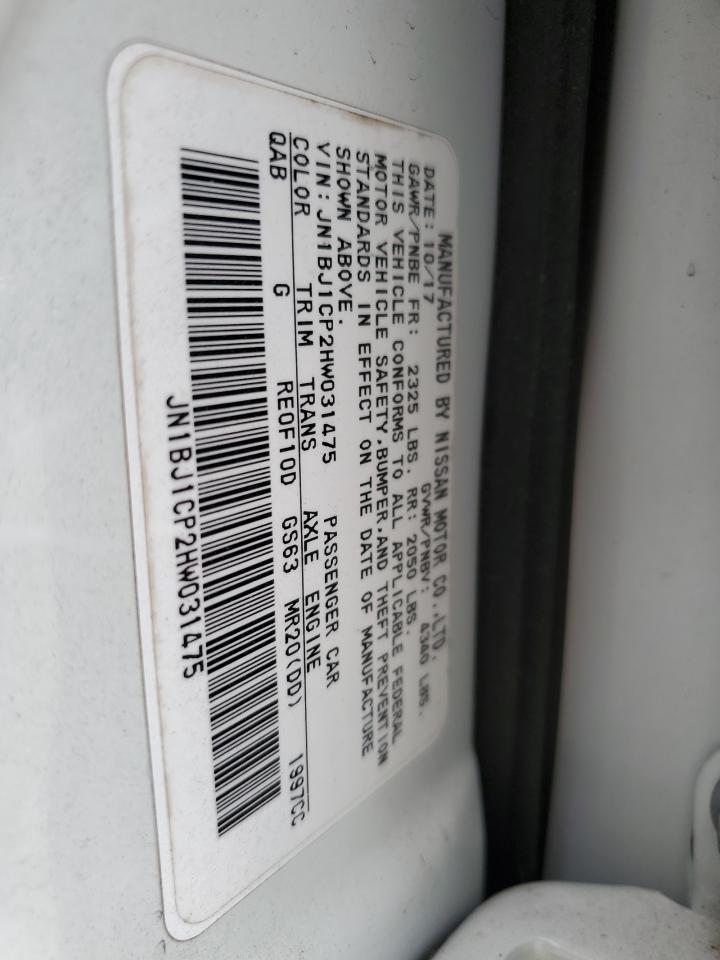 MANUFACTURED BY NISSAN MOTOR CO.,LTD.
DATE: 10/17 GVWR/PNBV: 4340 LBS.
GAWR/PNBE FR: 2325 LBS. RR: 2050 LBS.
THIS VEHICLE CONFORMS TO ALL APPLICABLE FEDERAL
MOTOR VEHICLE SAFETY,BUMPER,AND THEFT PREVENTION
STANDARDS IN EFFECT ON THE DATE OF MANUFACTURE
SHOWN ABOVE.
VIN: JN1BJ1CP2HW031475 PASSENGER CAR
COLOR TRIM TRANS AXLE ENGINE
QAB G RE0F10D GS63 MR20(DD) 1997CC
JN1BJ1CP2HW031475